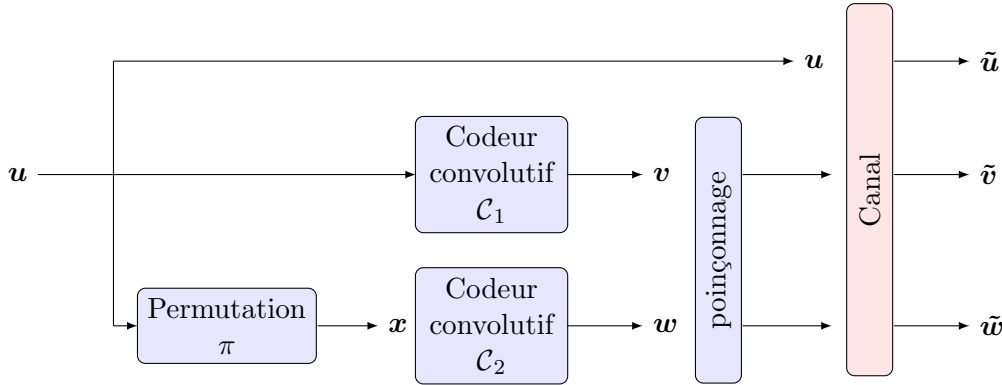 u
ũ
u
Codeur
convolutif
C₁
v
poinçonnage
Canal
ṽ
Permutation
π
x
Codeur
convolutif
C₂
w
w̃